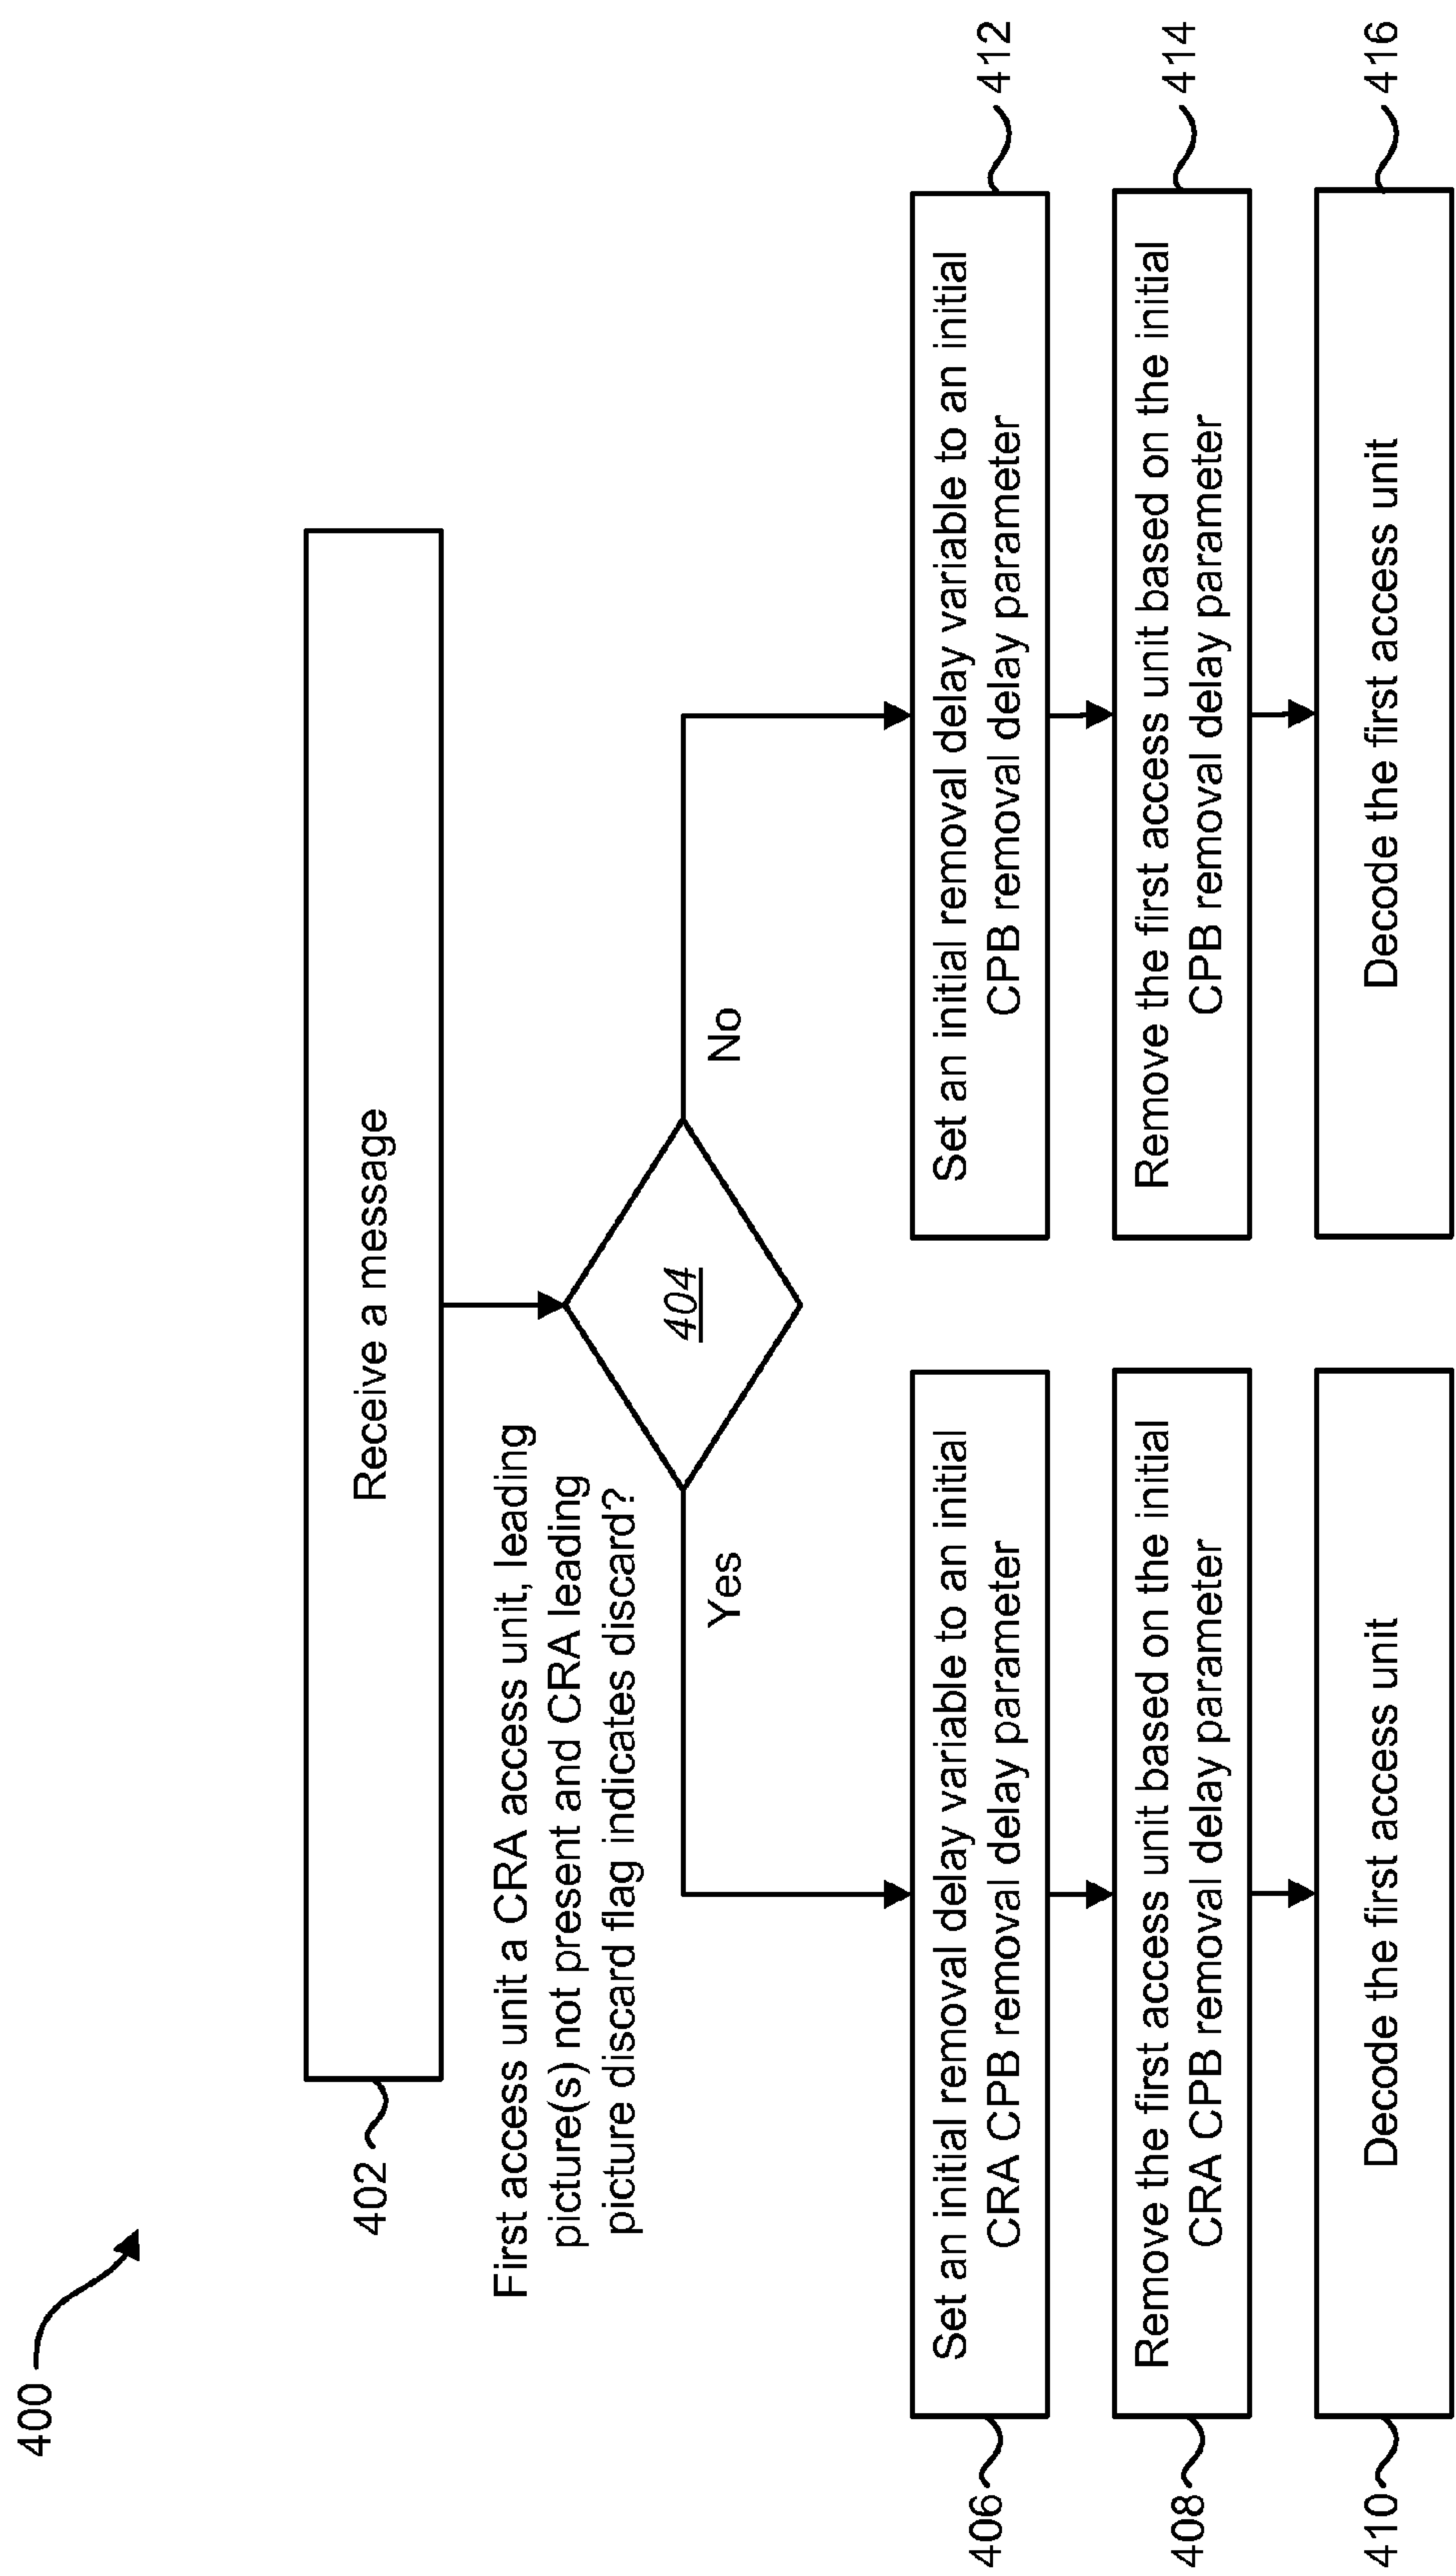 400
Receive a message
402
First access unit a CRA access unit, leading
picture(s) not present and CRA leading
picture discard flag indicates discard?
404
Yes
No
Set an initial removal delay variable to an initial
CRA CPB removal delay parameter
406
Remove the first access unit based on the initial
CRA CPB removal delay parameter
408
Decode the first access unit
410
Set an initial removal delay variable to an initial
CPB removal delay parameter
412
Remove the first access unit based on the initial
CPB removal delay parameter
414
Decode the first access unit
416